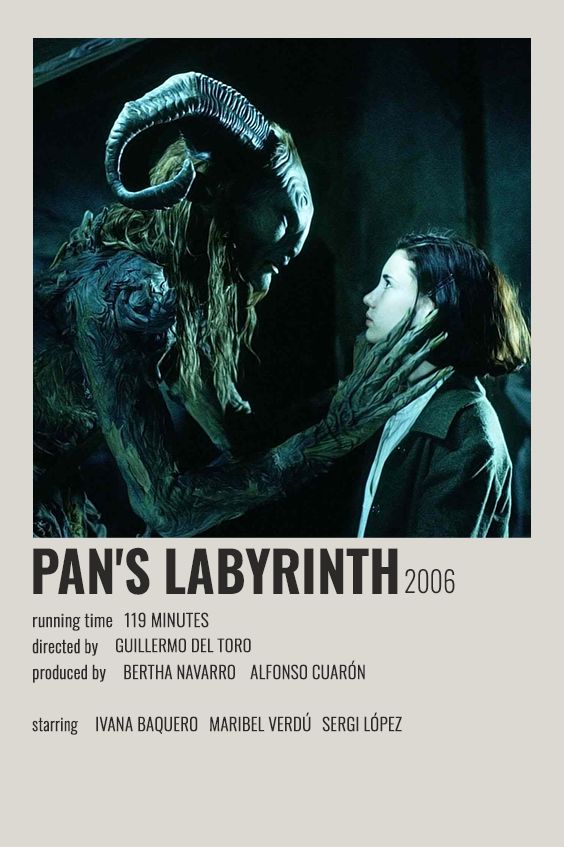 PAN'S LABYRINTH 2006
running time 119 MINUTES
directed by GUILLERMO DEL TORO
produced by BERTHA NAVARRO ALFONSO CUARÓN
starring IVANA BAQUERO MARIBEL VERDÚ SERGI LÓPEZ